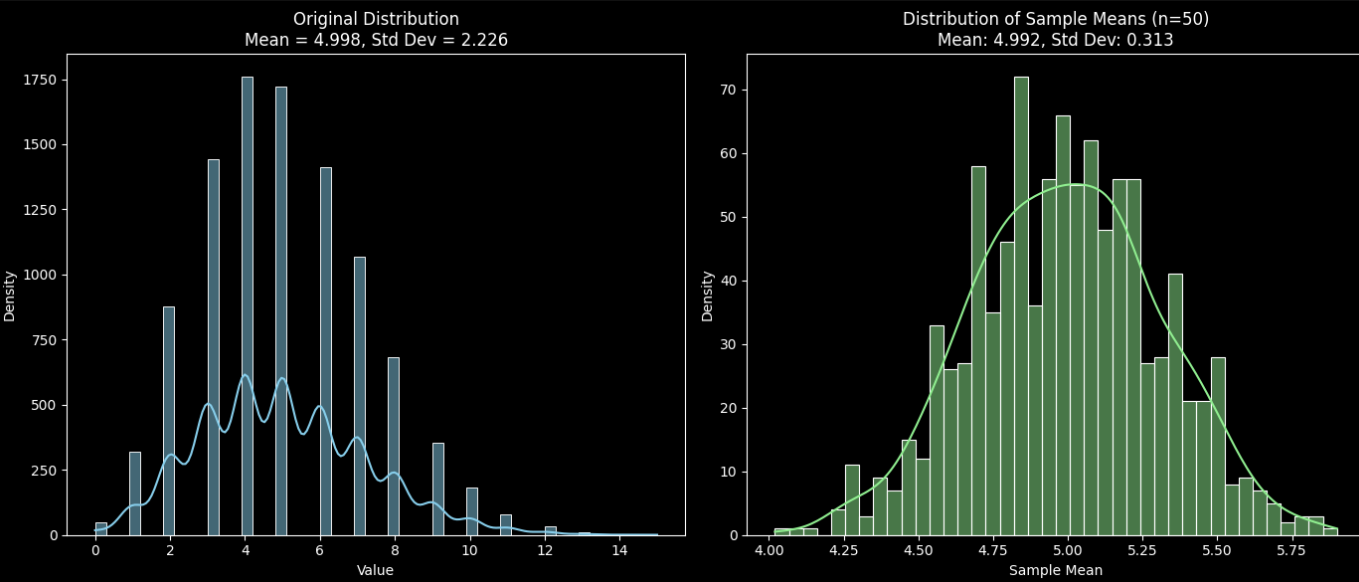 Original Distribution
Mean = 4.998, Std Dev = 2.226
1750
1500
1250
1000
750
500
250
0
Density
0 2 4 6 8 10 12 14
Value
Distribution of Sample Means (n=50)
Mean: 4.992, Std Dev: 0.313
70
60
50
40
30
20
10
0
Density
4.00 4.25 4.50 4.75 5.00 5.25 5.50 5.75
Sample Mean